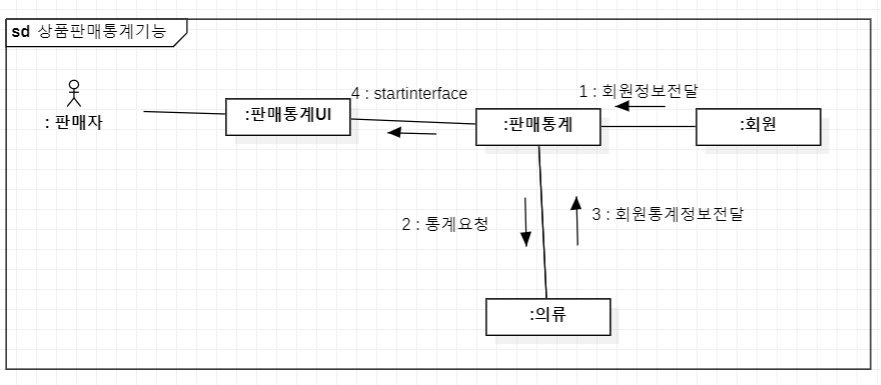 sd 상품판매통계기능
4 : startinterface
1 : 회원정보전달
: 판매자
:판매통계UI
:판매통계
:회원
2 : 통계요청
3 : 회원통계정보전달
:의류